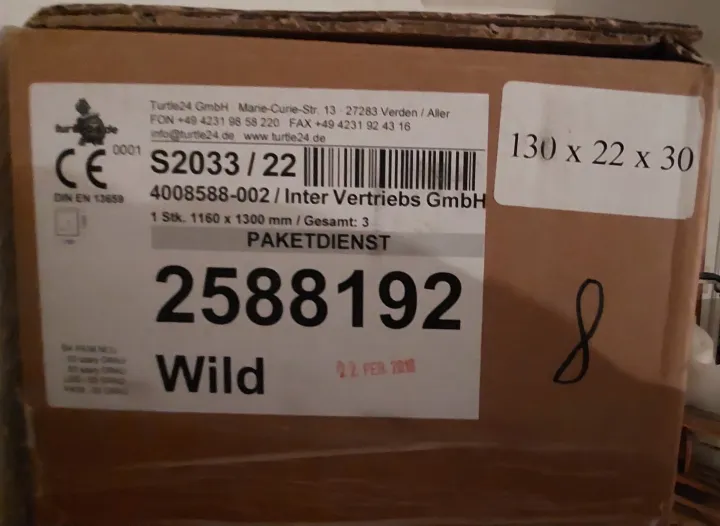 Turtle24 GmbH · Marie-Curie-Str. 13 · 27283 Verden / Aller
FON +49 4231 98 58 220 FAX +49 4231 92 43 16
info@turtle24.de www.turtle24.de
turtle24.de
CE 0001
DIN EN 13659
S2033 / 22
4008588-002 / Inter Vertriebs GmbH
1 Stk. 1160 x 1300 mm / Gesamt: 3
PAKETDIENST
2588192
Wild
22. FEB. 2018
130 x 22 x 30
8